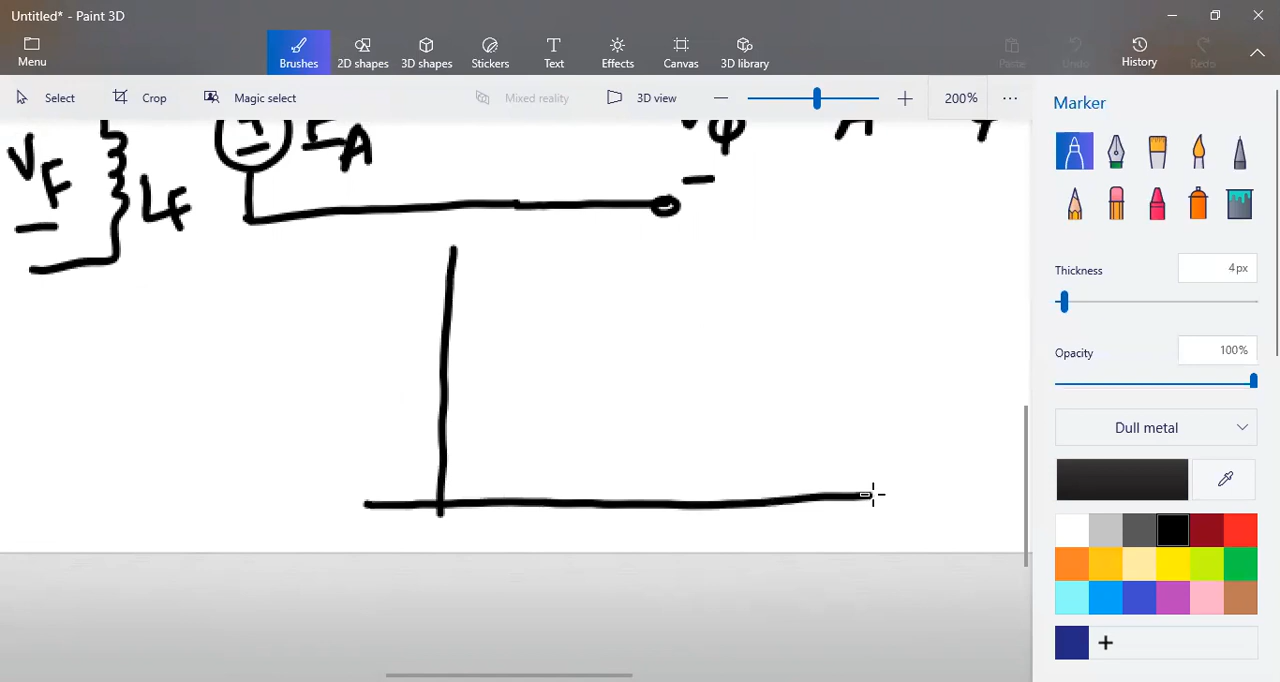 Untitled* - Paint 3D
Menu
Brushes
2D shapes
3D shapes
Stickers
Text
Effects
Canvas
3D library
Paste
Undo
History
Redo
Select
Crop
Magic select
Mixed reality
3D view
200%
Marker
Thickness
4px
Opacity
100%
Dull metal
VF
LF
EA